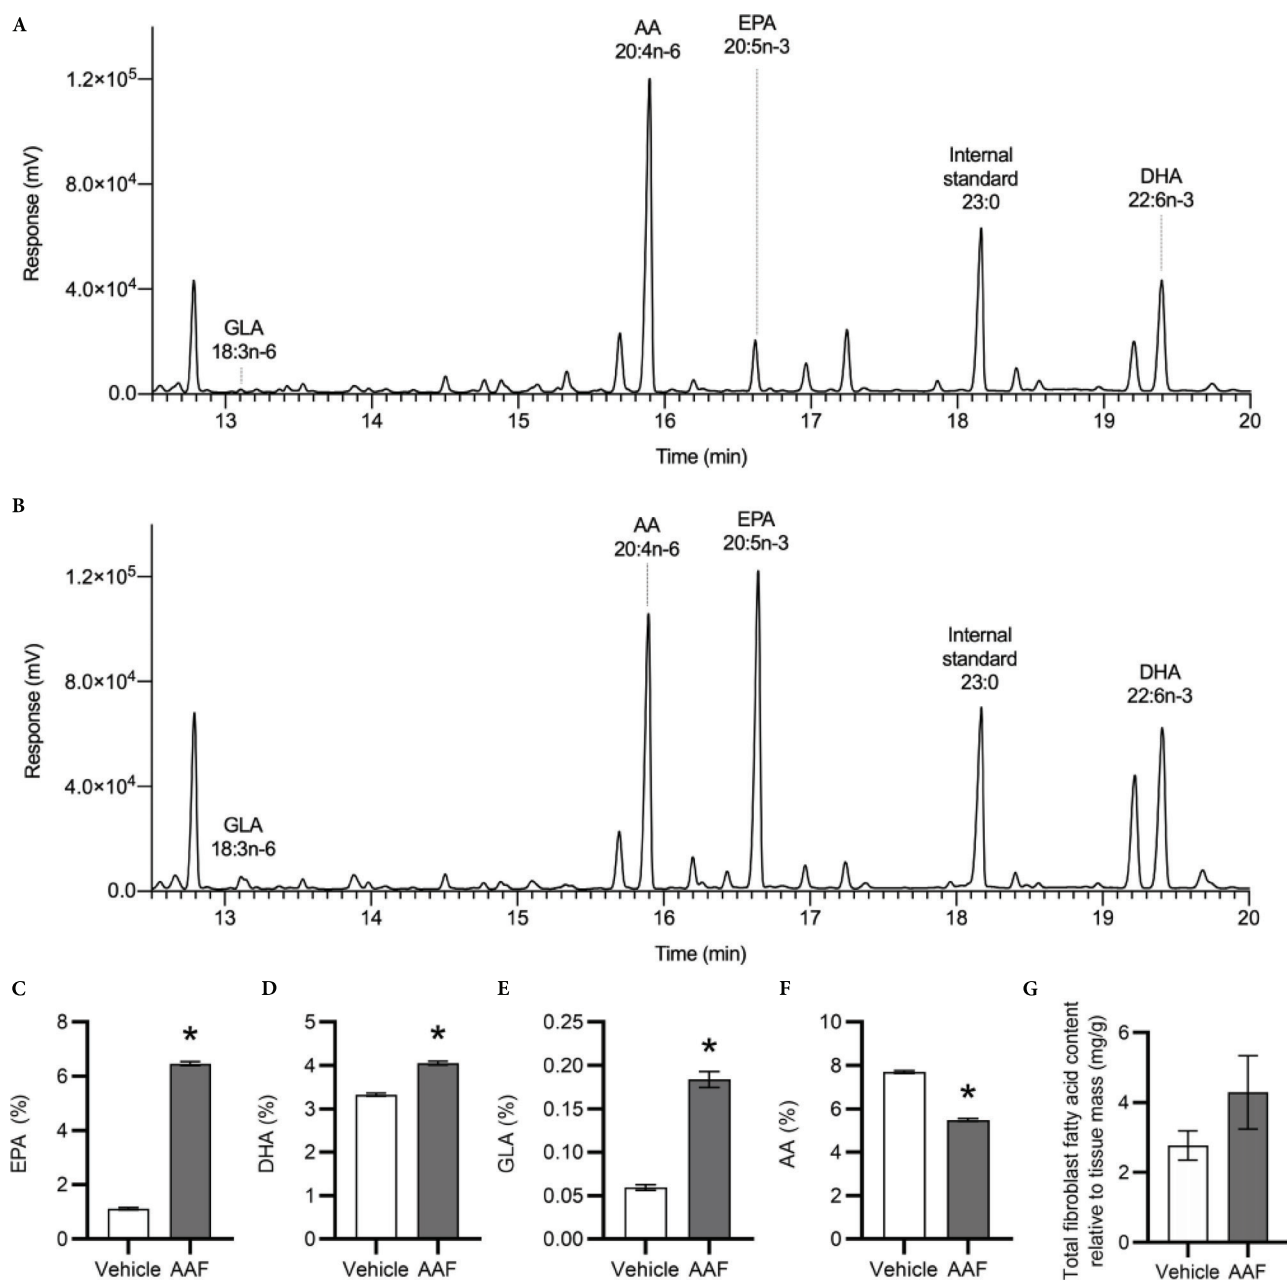 A
AA
20:4n-6
EPA
20:5n-3
Internal
standard
23:0
DHA
22:6n-3
GLA
18:3n-6
Response (mV)
1.2×10⁵
8.0×10⁴
4.0×10⁴
0.0
13 14 15 16 17 18 19 20
Time (min)
B
AA
20:4n-6
EPA
20:5n-3
Internal
standard
23:0
DHA
22:6n-3
GLA
18:3n-6
Response (mV)
1.2×10⁵
8.0×10⁴
4.0×10⁴
0.0
13 14 15 16 17 18 19 20
Time (min)
C
EPA (%)
8
6
4
2
0
*
Vehicle AAF
D
DHA (%)
5
4
3
2
1
0
*
Vehicle AAF
E
GLA (%)
0.25
0.20
0.15
0.10
0.05
0.00
*
Vehicle AAF
F
AA (%)
10
8
6
4
2
0
*
Vehicle AAF
G
Total fibroblast fatty acid content
relative to tissue mass (mg/g)
6
4
2
0
Vehicle AAF